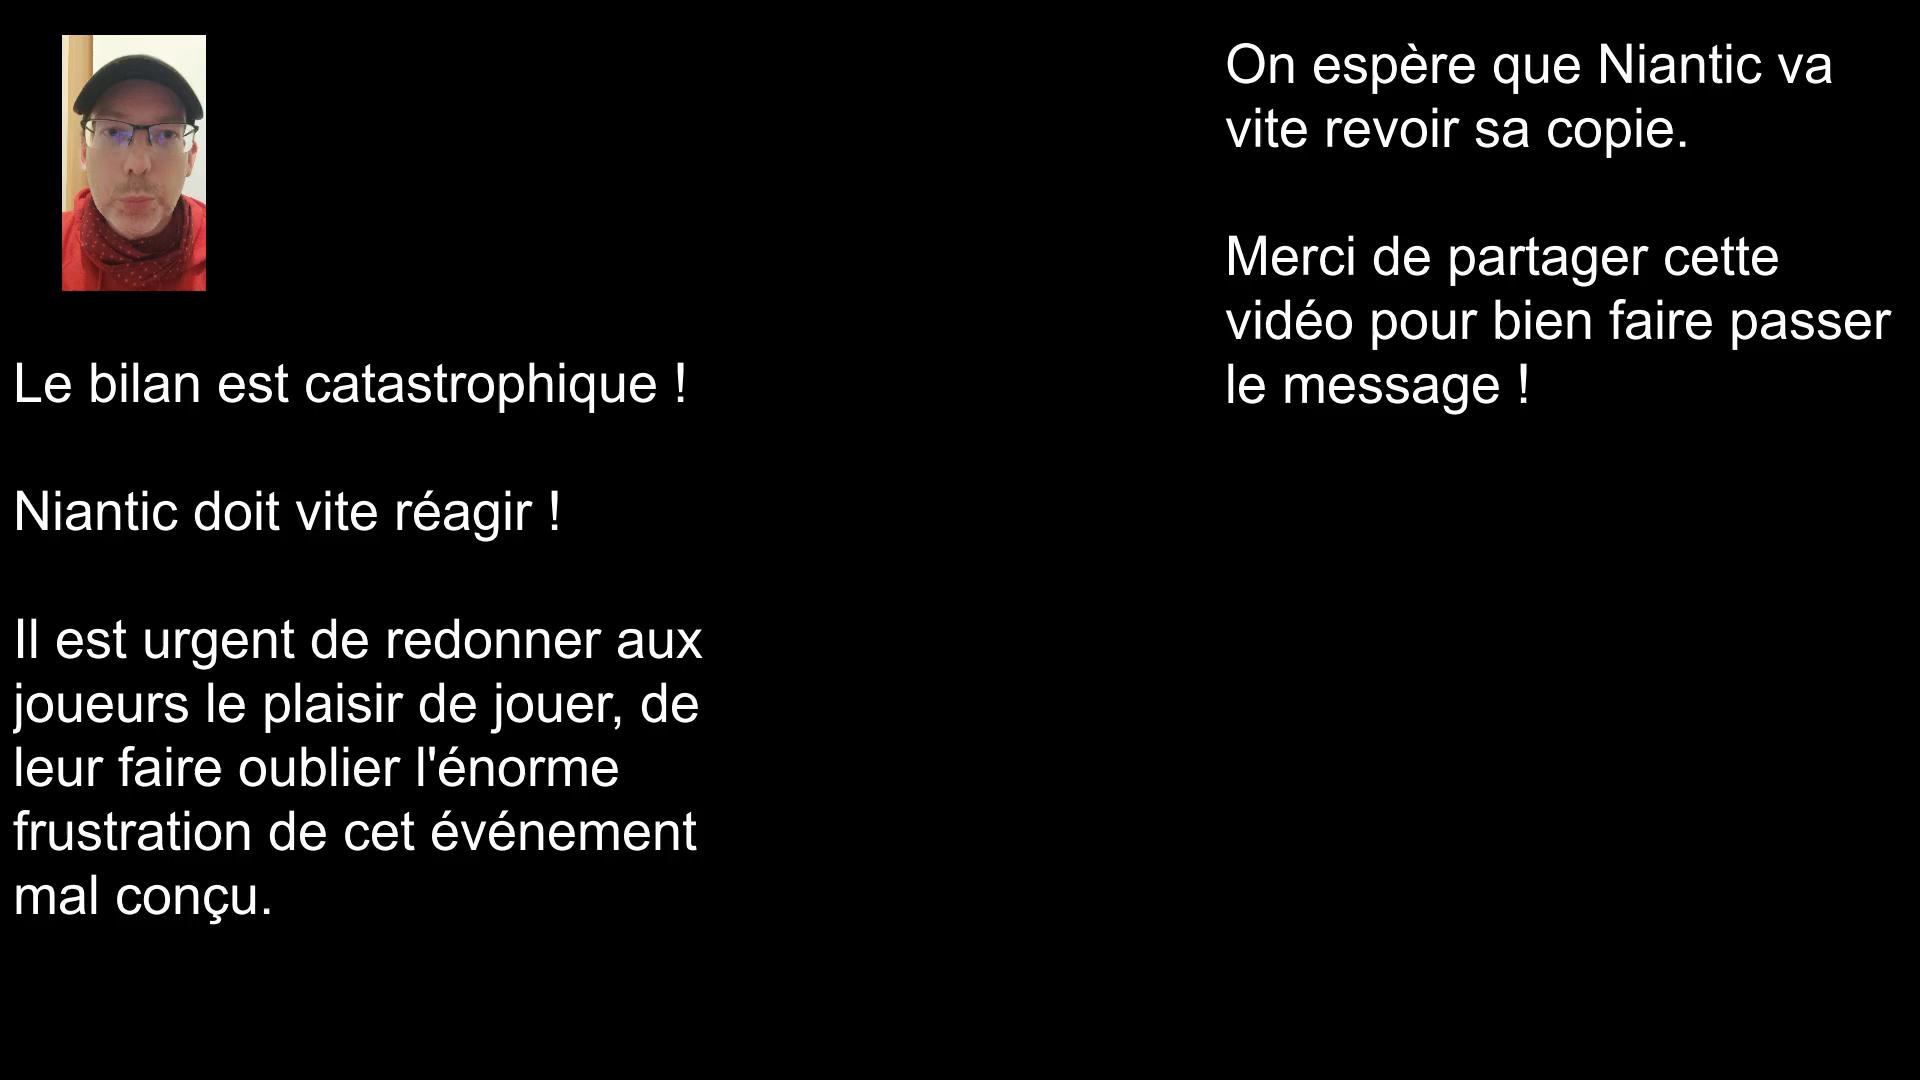 Le bilan est catastrophique !
Niantic doit vite réagir !
Il est urgent de redonner aux
joueurs le plaisir de jouer, de
leur faire oublier l'énorme
frustration de cet événement
mal conçu.
On espère que Niantic va
vite revoir sa copie.
Merci de partager cette
vidéo pour bien faire passer
le message !